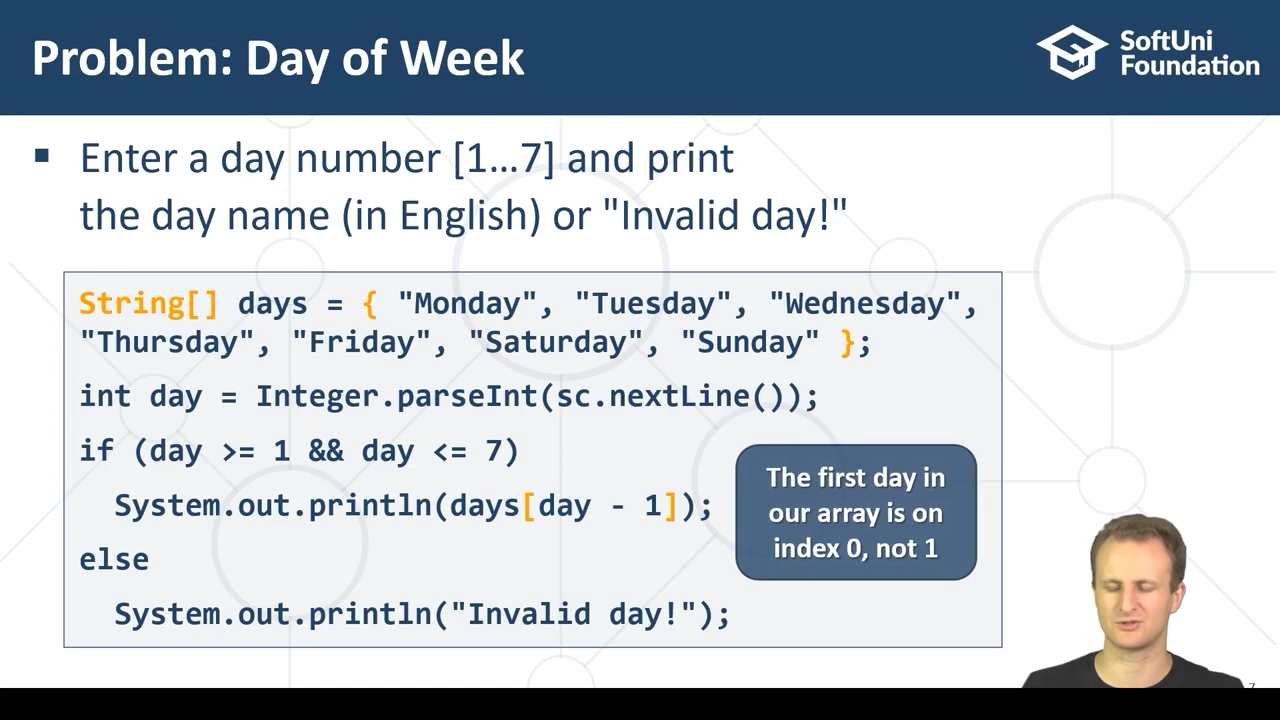 Problem: Day of Week
SoftUni
Foundation
Enter a day number [1…7] and print
the day name (in English) or "Invalid day!"
String[] days = { "Monday", "Tuesday", "Wednesday",
"Thursday", "Friday", "Saturday", "Sunday" };
int day = Integer.parseInt(sc.nextLine());
if (day >= 1 && day <= 7)
System.out.println(days[day - 1]);
else
System.out.println("Invalid day!");
The first day in
our array is on
index 0, not 1